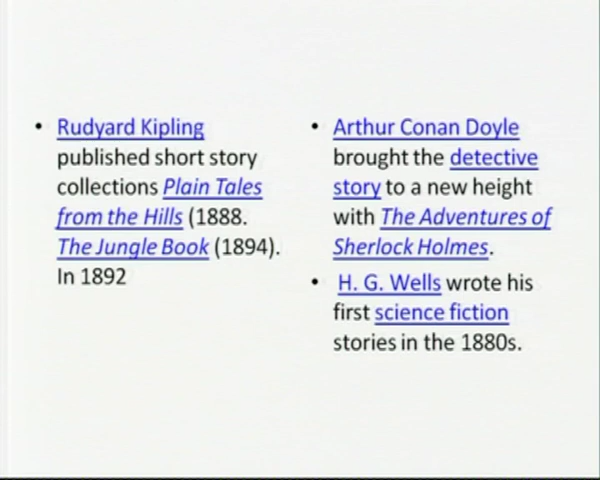 • Rudyard Kipling
published short story
collections Plain Tales
from the Hills (1888.
The Jungle Book (1894).
In 1892
• Arthur Conan Doyle
brought the detective
story to a new height
with The Adventures of
Sherlock Holmes.
• H. G. Wells wrote his
first science fiction
stories in the 1880s.